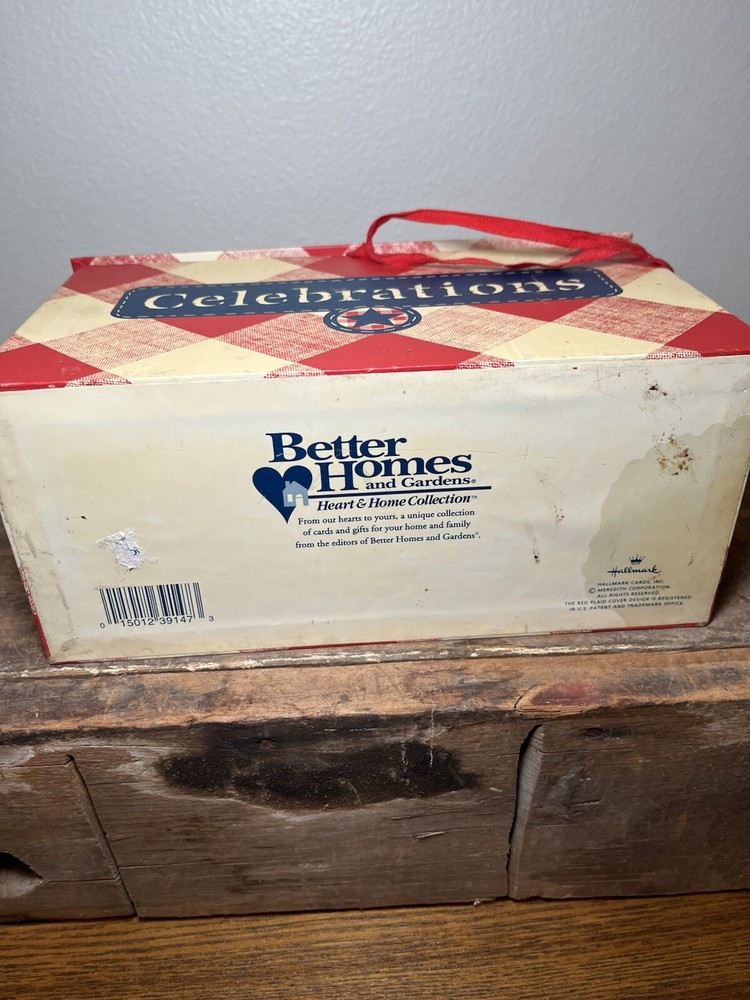 Celebrations
Better
Homes
and Gardens®
Heart & Home Collection™
From our hearts to yours, a unique collection
of cards and gifts for your home and family
from the editors of Better Homes and Gardens®.
Hallmark
HALLMARK CARDS, INC.
© MEREDITH CORPORATION
ALL RIGHTS RESERVED.
THE RED PLAID COVER DESIGN IS REGISTERED
IN U.S. PATENT AND TRADEMARK OFFICE.
0 15012 39147 3